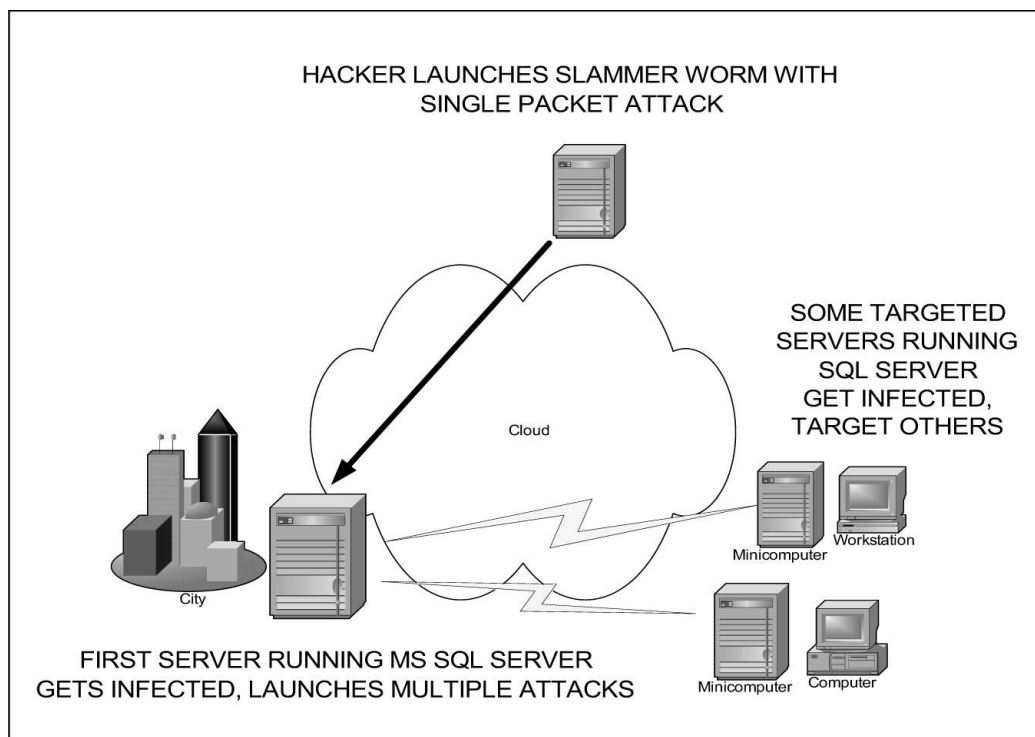 HACKER LAUNCHES SLAMMER WORM WITH
SINGLE PACKET ATTACK
SOME TARGETED
SERVERS RUNNING
SQL SERVER
GET INFECTED,
TARGET OTHERS
Cloud
Minicomputer
Workstation
City
Minicomputer
Computer
FIRST SERVER RUNNING MS SQL SERVER
GETS INFECTED, LAUNCHES MULTIPLE ATTACKS